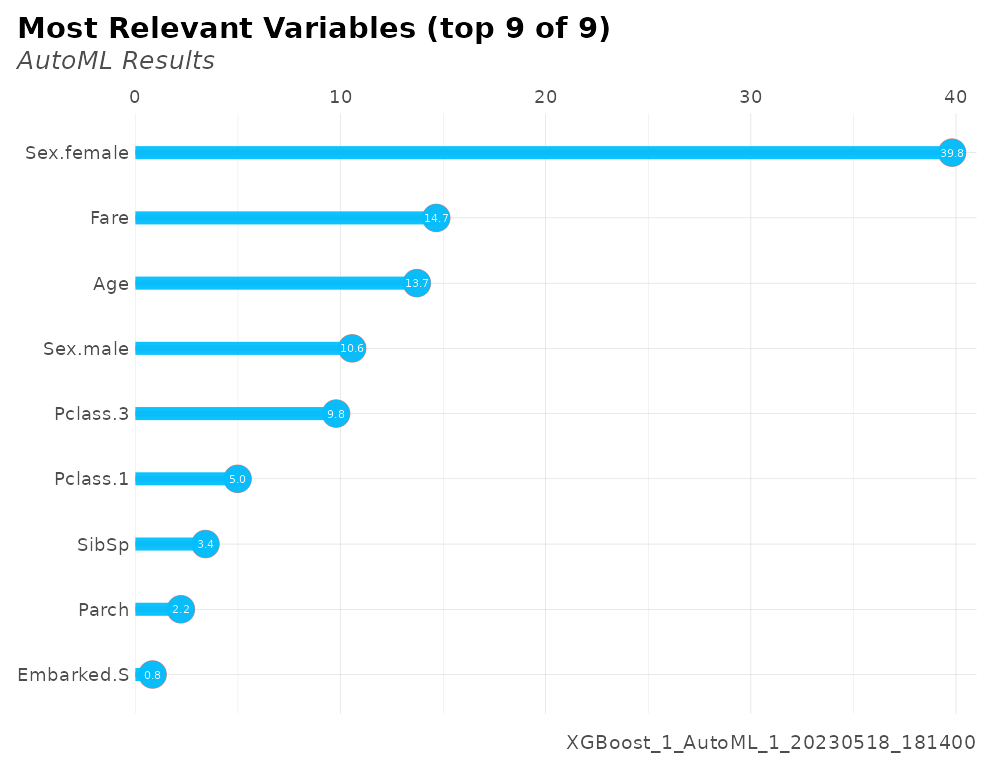 Most Relevant Variables (top 9 of 9)
AutoML Results
0 10 20 30 40
Sex.female 39.8
Fare 14.7
Age 13.7
Sex.male 10.6
Pclass.3 9.8
Pclass.1 5.0
SibSp 3.4
Parch 2.2
Embarked.S 0.8
XGBoost_1_AutoML_1_20230518_181400